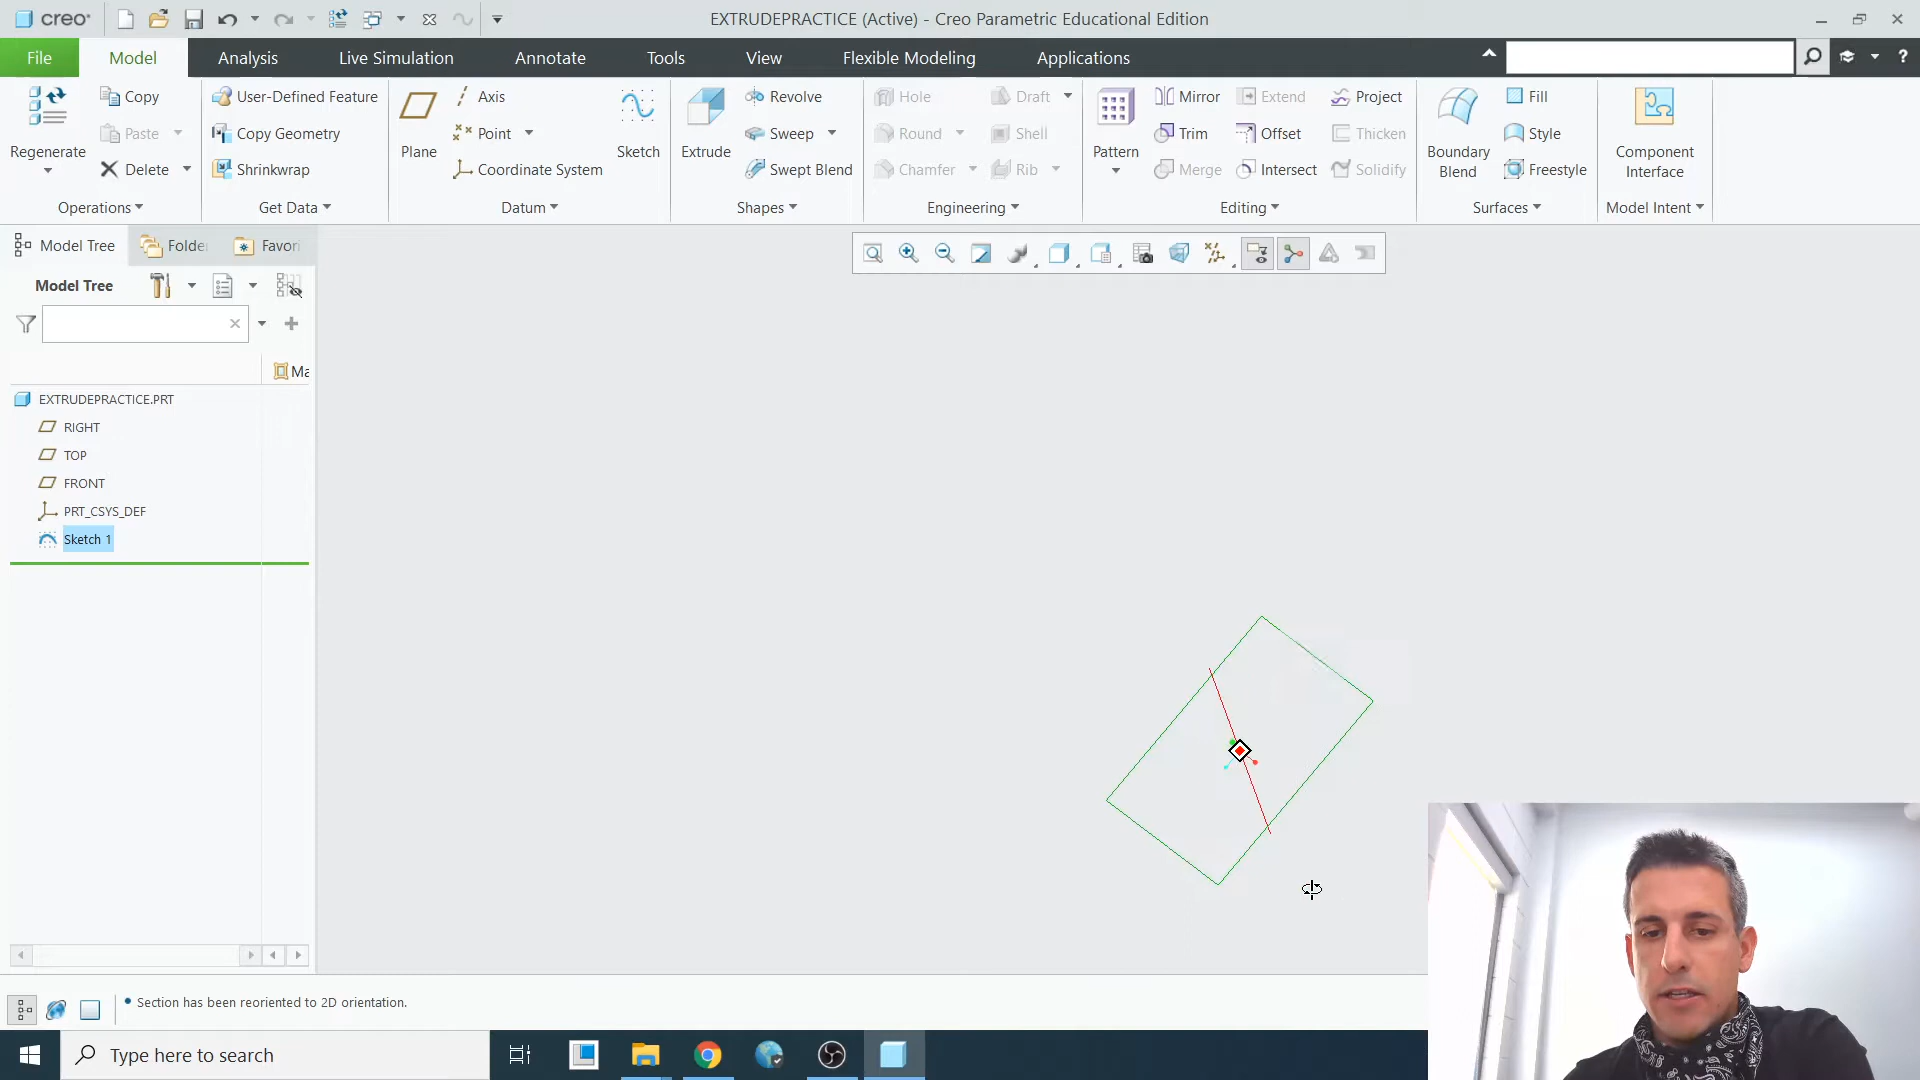 creo
EXTRUDEPRACTICE (Active) - Creo Parametric Educational Edition
File
Model
Analysis
Live Simulation
Annotate
Tools
View
Flexible Modeling
Applications
?
Regenerate
Copy
Paste
Delete
Operations
User-Defined Feature
Copy Geometry
Shrinkwrap
Get Data
Plane
Axis
Point
Coordinate System
Sketch
Datum
Extrude
Revolve
Sweep
Swept Blend
Shapes
Hole
Round
Chamfer
Draft
Shell
Rib
Engineering
Pattern
Mirror
Trim
Merge
Extend
Offset
Intersect
Project
Thicken
Solidify
Editing
Boundary
Blend
Fill
Style
Freestyle
Surfaces
Component
Interface
Model Intent
Model Tree
Folde
Favori
Model Tree
Ma
EXTRUDEPRACTICE.PRT
RIGHT
TOP
FRONT
PRT_CSYS_DEF
Sketch 1
Section has been reoriented to 2D orientation.
Type here to search